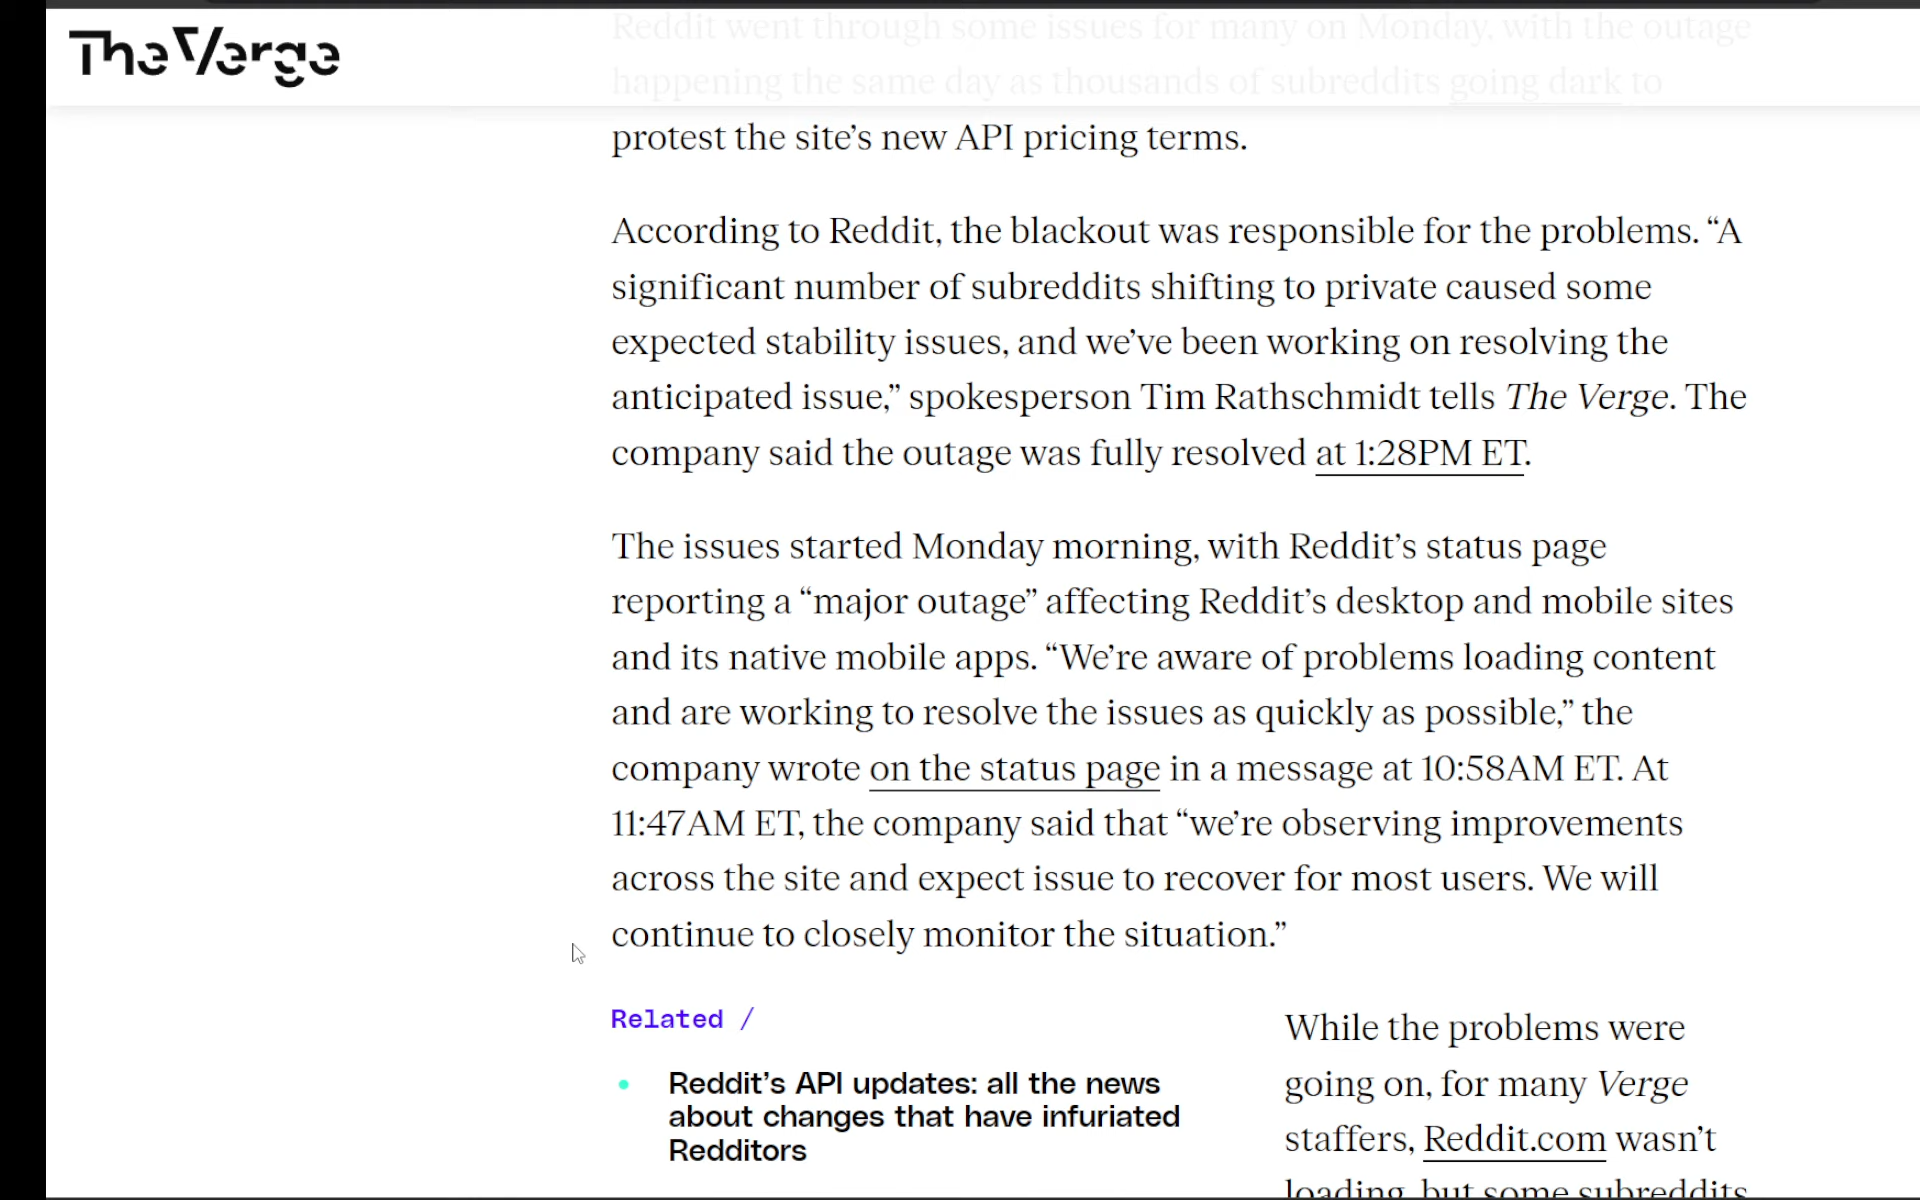 The Verge
Reddit went through some issues for many on Monday, with the outage
happening the same day as thousands of subreddits going dark to
protest the site’s new API pricing terms.
According to Reddit, the blackout was responsible for the problems. “A
significant number of subreddits shifting to private caused some
expected stability issues, and we’ve been working on resolving the
anticipated issue,” spokesperson Tim Rathschmidt tells The Verge. The
company said the outage was fully resolved at 1:28PM ET.
The issues started Monday morning, with Reddit’s status page
reporting a “major outage” affecting Reddit’s desktop and mobile sites
and its native mobile apps. “We’re aware of problems loading content
and are working to resolve the issues as quickly as possible,” the
company wrote on the status page in a message at 10:58AM ET. At
11:47AM ET, the company said that “we’re observing improvements
across the site and expect issue to recover for most users. We will
continue to closely monitor the situation.”
Related /
Reddit’s API updates: all the news
about changes that have infuriated
Redditors
While the problems were
going on, for many Verge
staffers, Reddit.com wasn’t
loading, but some subreddits